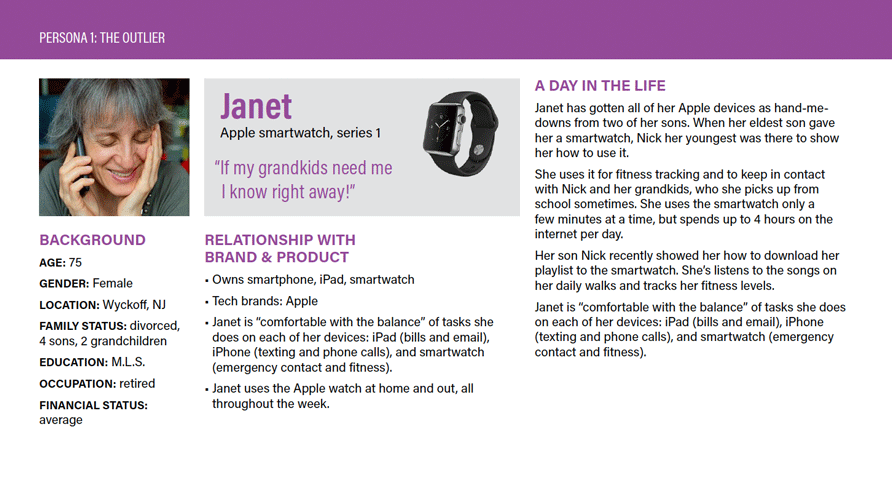 PERSONA 1: THE OUTLIER
Janet
Apple smartwatch, series 1
“If my grandkids need me
I know right away!”
BACKGROUND
AGE: 75
GENDER: Female
LOCATION: Wyckoff, NJ
FAMILY STATUS: divorced,
4 sons, 2 grandchildren
EDUCATION: M.L.S.
OCCUPATION: retired
FINANCIAL STATUS:
average
RELATIONSHIP WITH
BRAND & PRODUCT
• Owns smartphone, iPad, smartwatch
• Tech brands: Apple
• Janet is “comfortable with the balance” of tasks she
does on each of her devices: iPad (bills and email),
iPhone (texting and phone calls), and smartwatch
(emergency contact and fitness).
• Janet uses the Apple watch at home and out, all
throughout the week.
A DAY IN THE LIFE
Janet has gotten all of her Apple devices as hand-me-
downs from two of her sons. When her eldest son gave
her a smartwatch, Nick her youngest was there to show
her how to use it.
She uses it for fitness tracking and to keep in contact
with Nick and her grandkids, who she picks up from
school sometimes. She uses the smartwatch only a
few minutes at a time, but spends up to 4 hours on the
internet per day.
Her son Nick recently showed her how to download her
playlist to the smartwatch. She’s listens to the songs on
her daily walks and tracks her fitness levels.
Janet is “comfortable with the balance” of tasks she does
on each of her devices: iPad (bills and email), iPhone
(texting and phone calls), and smartwatch (emergency
contact and fitness).